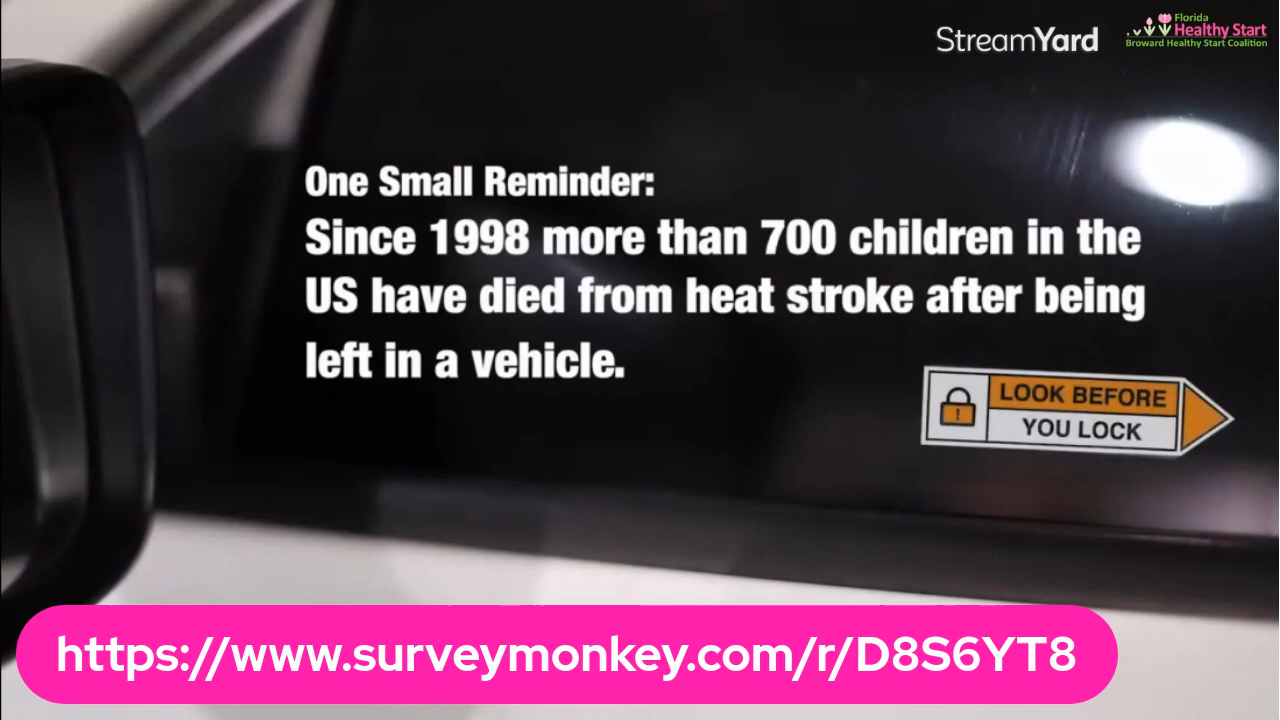 StreamYard
Florida
Healthy Start
Broward Healthy Start Coalition
One Small Reminder:
Since 1998 more than 700 children in the
US have died from heat stroke after being
left in a vehicle.
LOOK BEFORE
YOU LOCK
https://www.surveymonkey.com/r/D8S6YT8